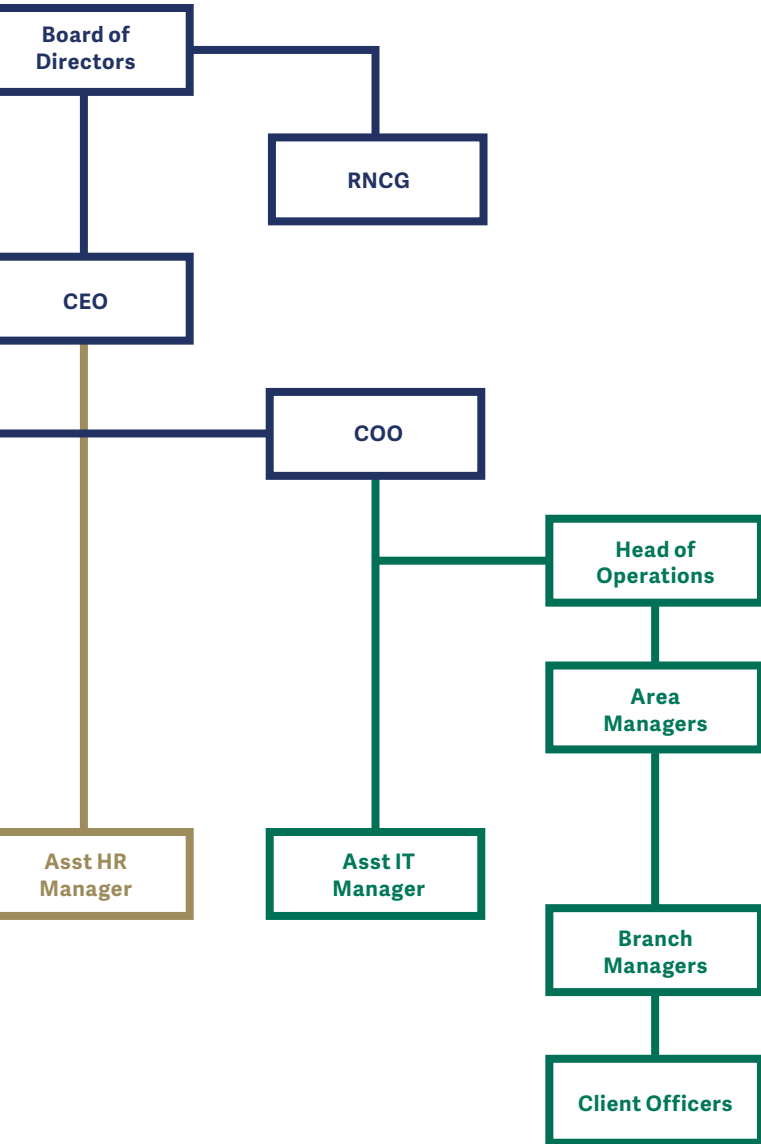 Board of
Directors
RNCG
CEO
COO
Head of
Operations
Area
Managers
Asst HR
Manager
Asst IT
Manager
Branch
Managers
Client Officers